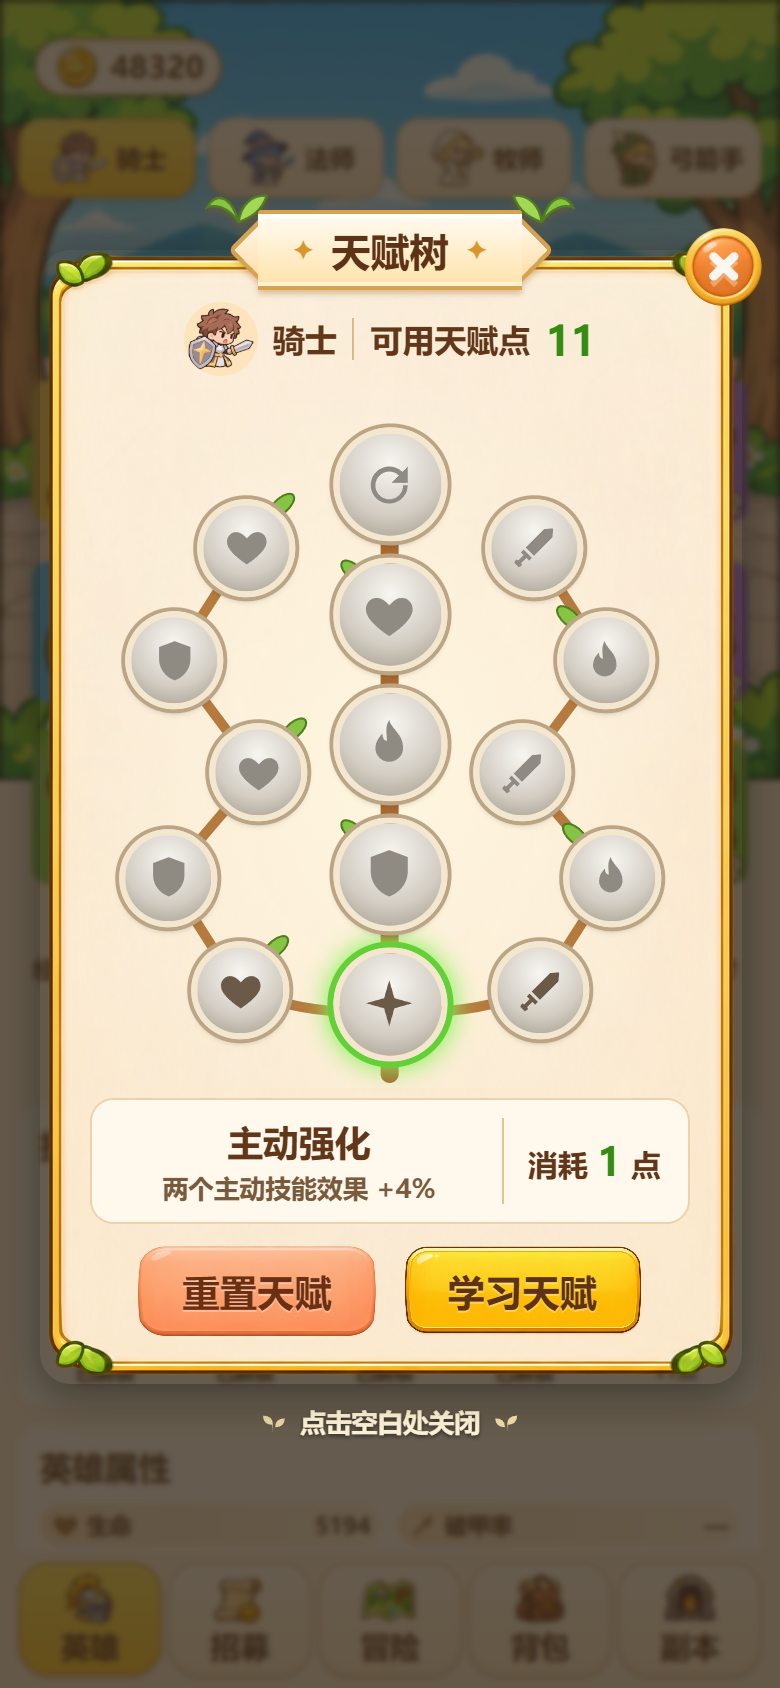 48320
骑士
法师
牧师
弓箭手
天赋树
骑士
可用天赋点 11
主动强化
两个主动技能效果 +4%
消耗 1 点
重置天赋
学习天赋
点击空白处关闭
英雄属性
生命
5194
破甲率
—
英雄
招募
冒险
背包
副本